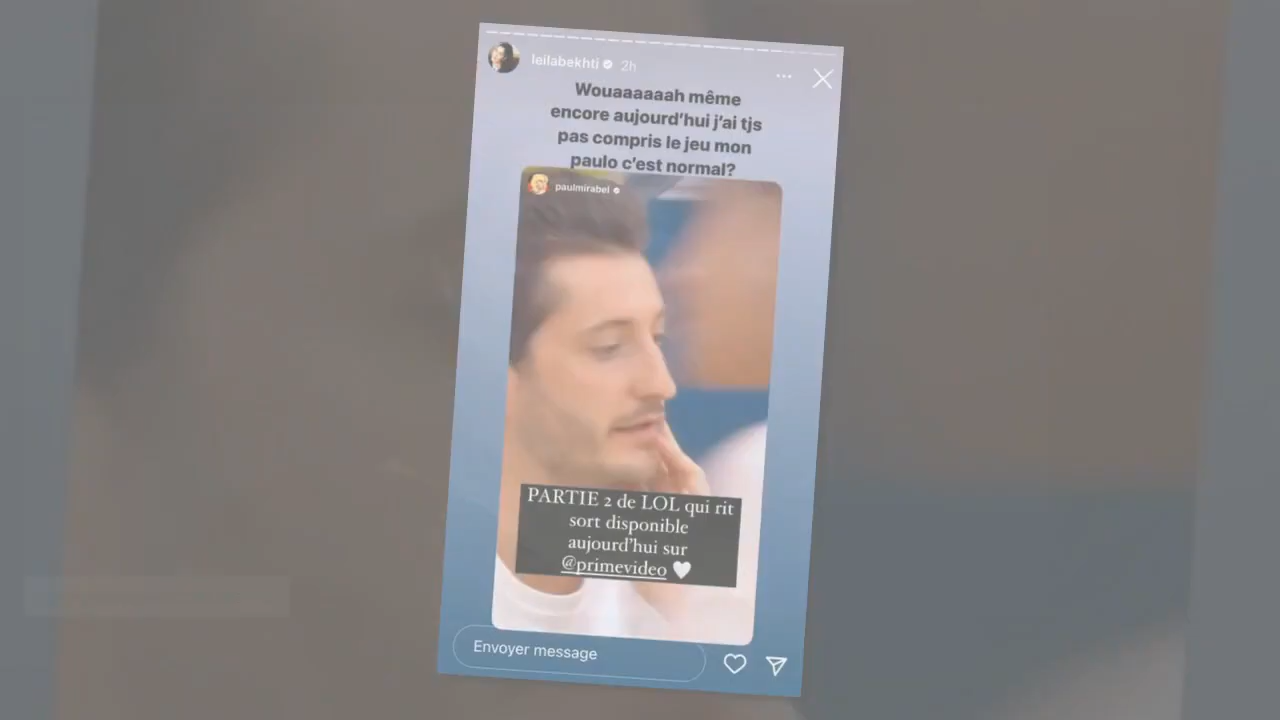 leilabekhti 2h
Wouaaaaaah même
encore aujourd'hui j'ai tjs
pas compris le jeu mon
paulo c'est normal?
paulmirabel
PARTIE 2 de LOL qui rit
sort disponible
aujourd'hui sur
@primevideo
Envoyer message